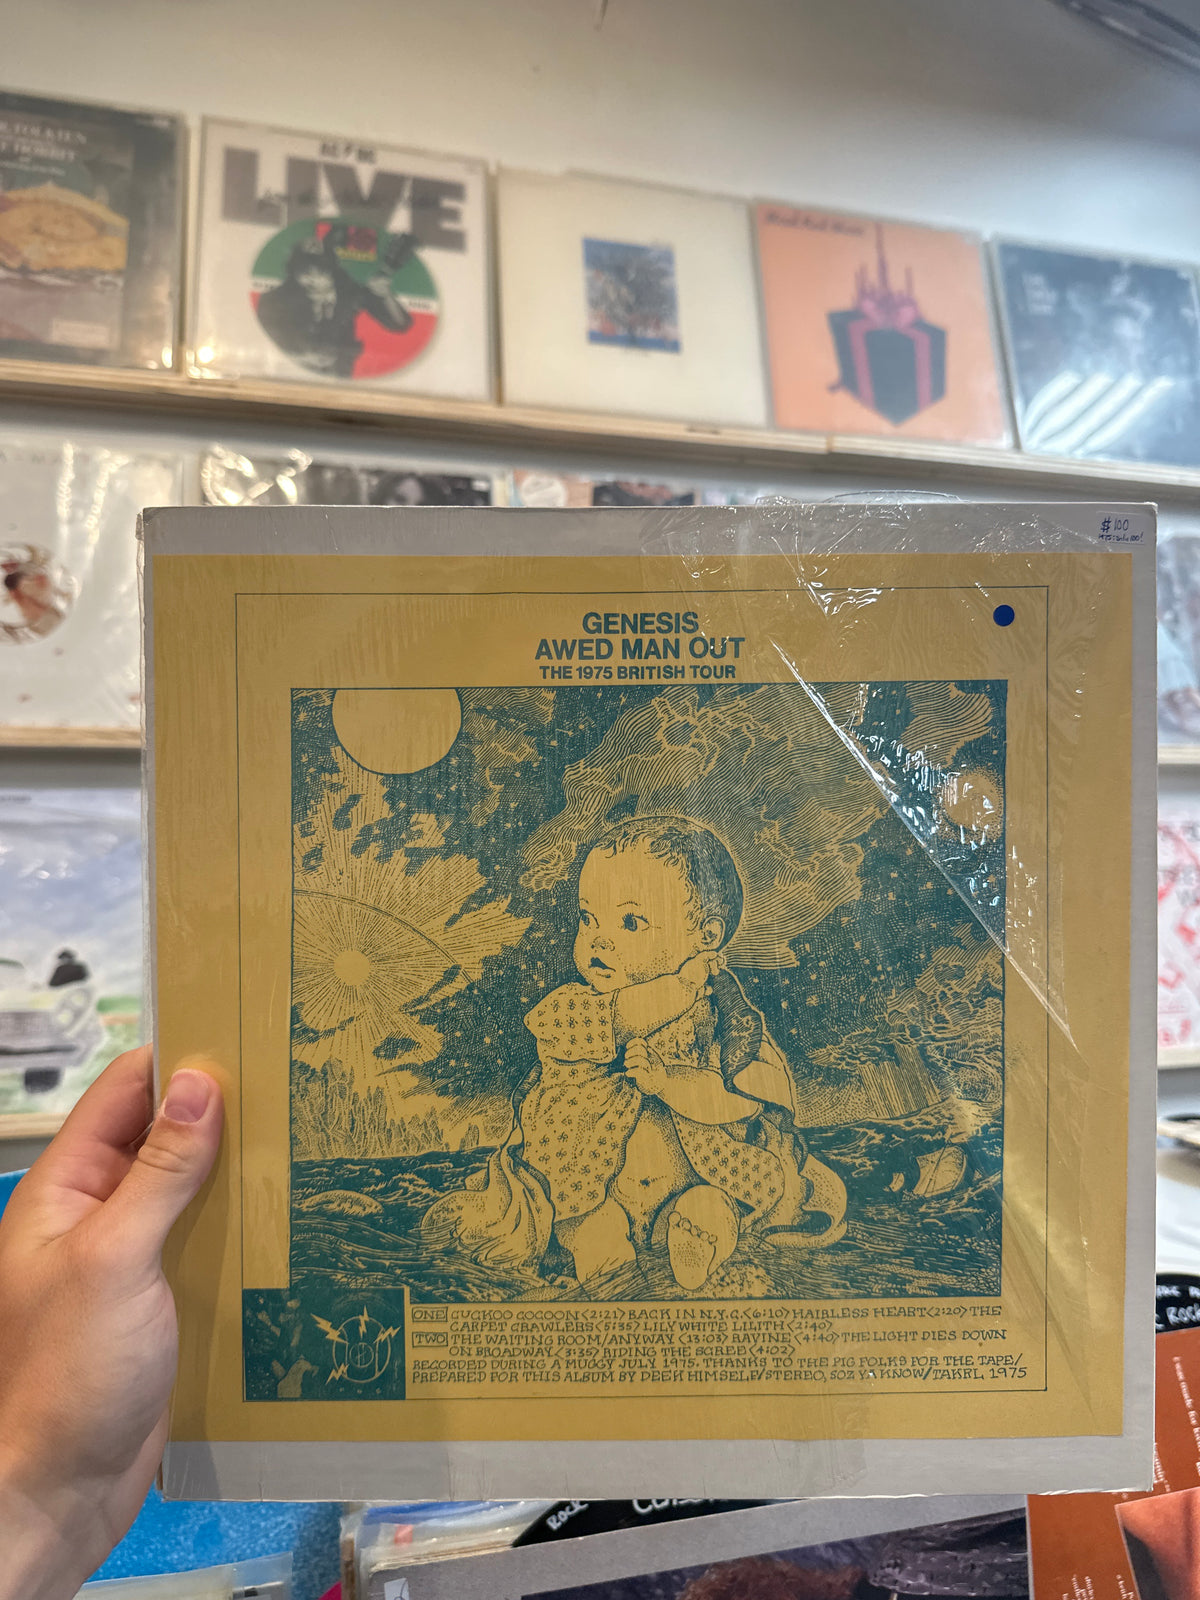 LIVE
$100
GENESIS
AWED MAN OUT
THE 1975 BRITISH TOUR
ONE CUCKOO COCOON <2:21> BACK IN N.Y.C. <6:10> HAIRLESS HEART <2:20> THE
CARPET CRAWLERS <5:35> LILY WHITE LILITH <2:40>
TWO THE WAITING ROOM/ANYWAY <13:03> RAVINE <4:40> THE LIGHT DIES DOWN
ON BROADWAY <3:35> RIDING THE SCREE <4:02>
RECORDED DURING A MUGGY JULY 1975. THANKS TO THE PIG FOLKS FOR THE TAPE/
PREPARED FOR THIS ALBUM BY DEEK HIMSELF/STEREO, SOZ YA KNOW/TAKRL 1975
ROCK